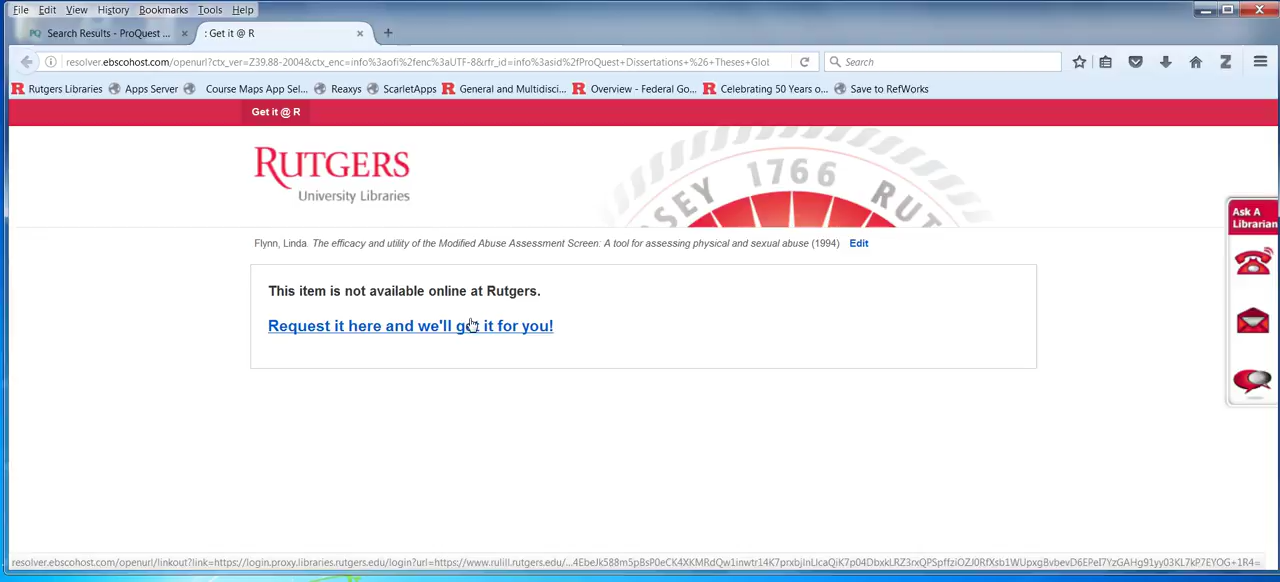 File Edit View History Bookmarks Tools Help
PQ Search Results - ProQuest ... × : Get it @ R × +
resolver.ebscohost.com/openurl?ctx_ver=Z39.88-2004&ctx_enc=info%3aofi%2fenc%3aUTF-8&rfr_id=info%3asid%2fProQuest+Dissertations+%26+Theses+Glol Search Z
R Rutgers Libraries Apps Server Course Maps App Sel... Reaxys ScarletApps R General and Multidisci... R Overview - Federal Go... R Celebrating 50 Years o... Save to RefWorks
Get it @ R
RUTGERS
University Libraries
SEY 1766 RUT
Ask A
Librarian
Flynn, Linda. The efficacy and utility of the Modified Abuse Assessment Screen: A tool for assessing physical and sexual abuse (1994) Edit
This item is not available online at Rutgers.
Request it here and we'll get it for you!